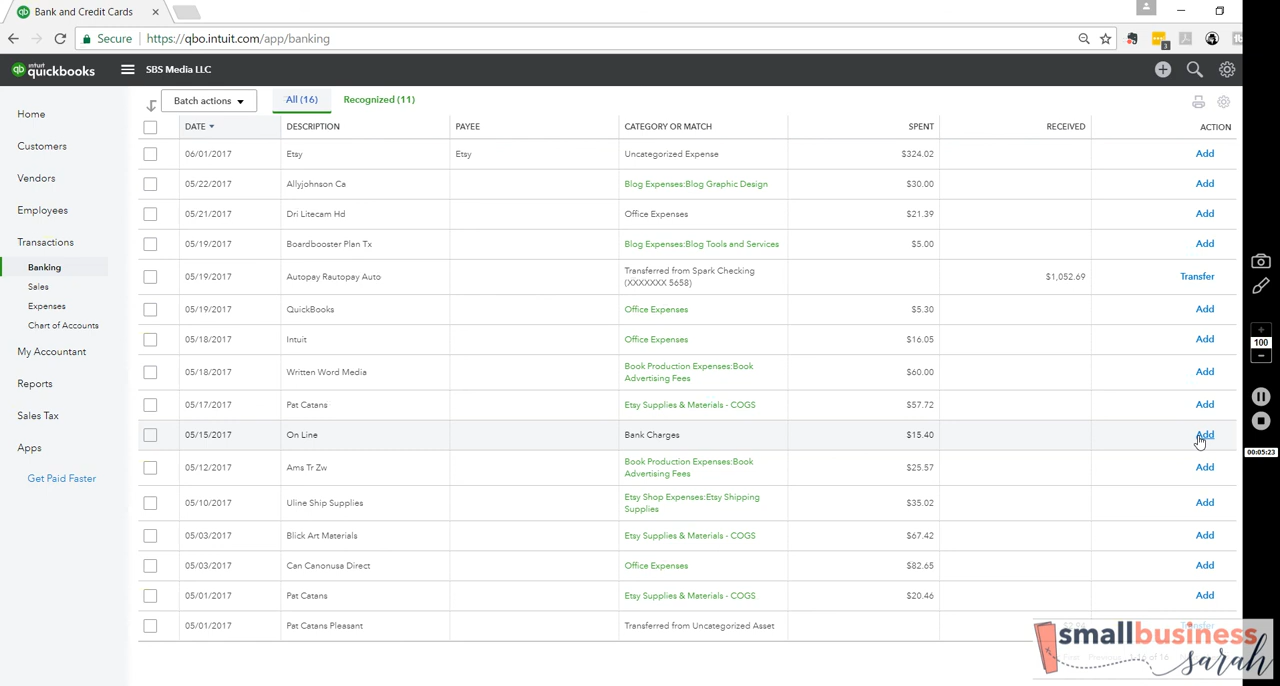 Bank and Credit Cards
Secure https://qbo.intuit.com/app/banking
intuit quickbooks SBS Media LLC
Home
Customers
Vendors
Employees
Transactions
Banking
Sales
Expenses
Chart of Accounts
My Accountant
Reports
Sales Tax
Apps
Get Paid Faster
Batch actions All (16) Recognized (11)
DATE DESCRIPTION PAYEE CATEGORY OR MATCH SPENT RECEIVED ACTION
06/01/2017 Etsy Etsy Uncategorized Expense $324.02 Add
05/22/2017 Allyjohnson Ca Blog Expenses:Blog Graphic Design $30.00 Add
05/21/2017 Dri Litecam Hd Office Expenses $21.39 Add
05/19/2017 Boardbooster Plan Tx Blog Expenses:Blog Tools and Services $5.00 Add
05/19/2017 Autopay Rautopay Auto Transferred from Spark Checking
(XXXXXXX 5658) $1,052.69 Transfer
05/19/2017 QuickBooks Office Expenses $5.30 Add
05/18/2017 Intuit Office Expenses $16.05 Add
05/18/2017 Written Word Media Book Production Expenses:Book
Advertising Fees $60.00 Add
05/17/2017 Pat Catans Etsy Supplies & Materials - COGS $57.72 Add
05/15/2017 On Line Bank Charges $15.40 Add
05/12/2017 Ams Tr Zw Book Production Expenses:Book
Advertising Fees $25.57 Add
05/10/2017 Uline Ship Supplies Etsy Shop Expenses:Etsy Shipping
Supplies $35.02 Add
05/03/2017 Blick Art Materials Etsy Supplies & Materials - COGS $67.42 Add
05/03/2017 Can Canonusa Direct Office Expenses $82.65 Add
05/01/2017 Pat Catans Etsy Supplies & Materials - COGS $20.46 Add
05/01/2017 Pat Catans Pleasant Transferred from Uncategorized Asset Transfer
smallbusiness
sarah
100
00:05:23